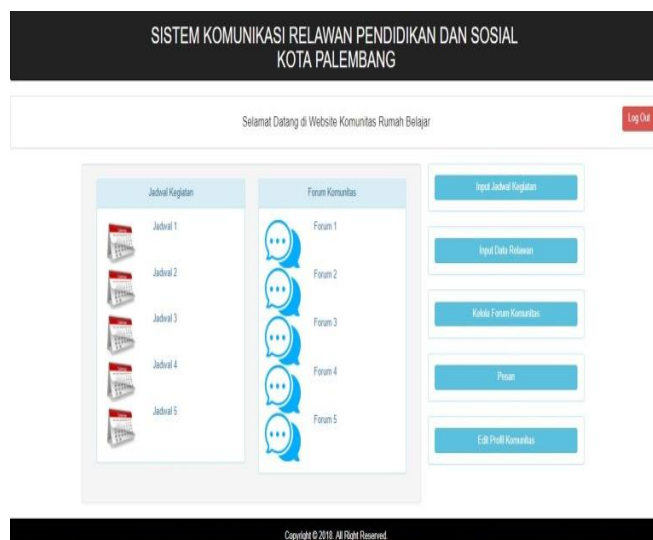 SISTEM KOMUNIKASI RELAWAN PENDIDIKAN DAN SOSIAL
KOTA PALEMBANG
Selamat Datang di Website Komunitas Rumah Belajar
Log Out
Jadwal Kegiatan
Jadwal 1
Jadwal 2
Jadwal 3
Jadwal 4
Jadwal 5
Forum Komunitas
Forum 1
Forum 2
Forum 3
Forum 4
Forum 5
Input Jadwal Kegiatan
Input Data Relawan
Kelola Forum Komunitas
Pesan
Edit Profil Komunitas
Copyright © 2018. All Right Reserved.